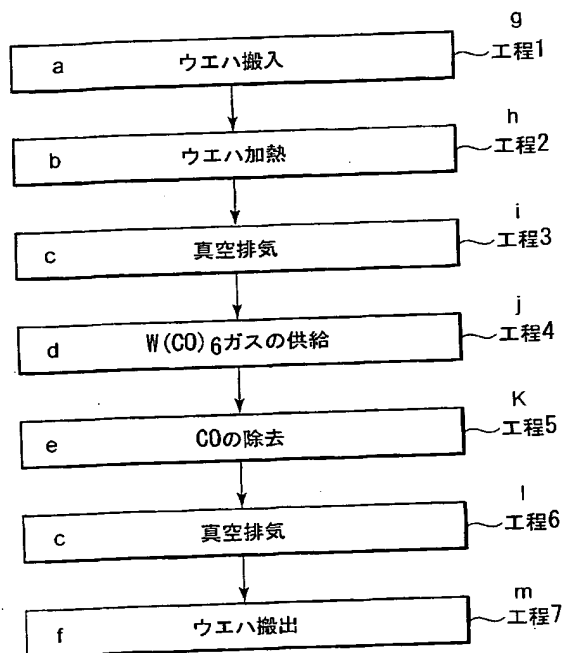 g
工程1
a ウエハ搬入
h
工程2
b ウエハ加熱
i
工程3
c 真空排気
j
工程4
d W(CO)6ガスの供給
K
工程5
e COの除去
l
工程6
c 真空排気
m
工程7
f ウエハ搬出